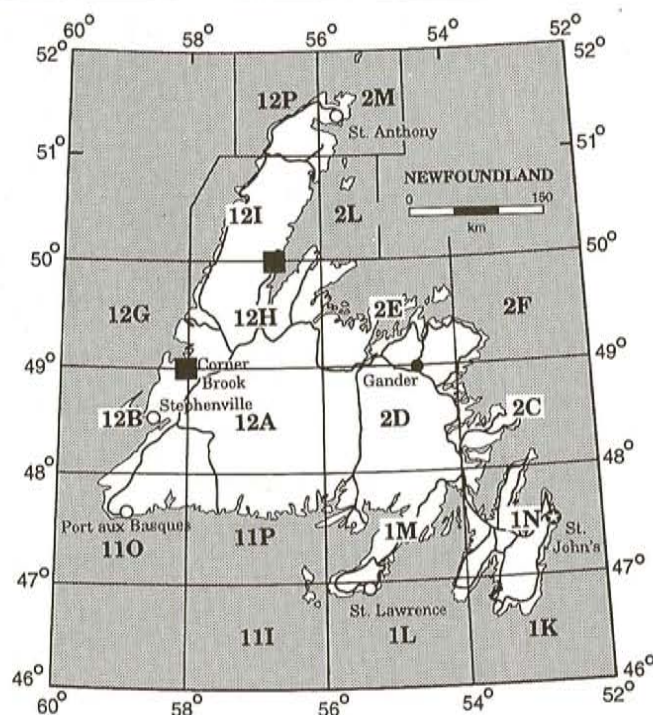 60° 58° 56° 54° 52°
52° 52°
12P 2M
St. Anthony
51° 51°
NEWFOUNDLAND
12I 2L
0 150
km
50° 50°
12G 12H 2E 2F
49° 49°
Corner
Brook
Gander
12B Stephenville 12A 2D 2C
48° 48°
Port aux Basques
11O 11P 1M 1N St.
John's
47° 47°
St. Lawrence
11I 1L 1K
46° 46°
60° 58° 56° 54° 52°